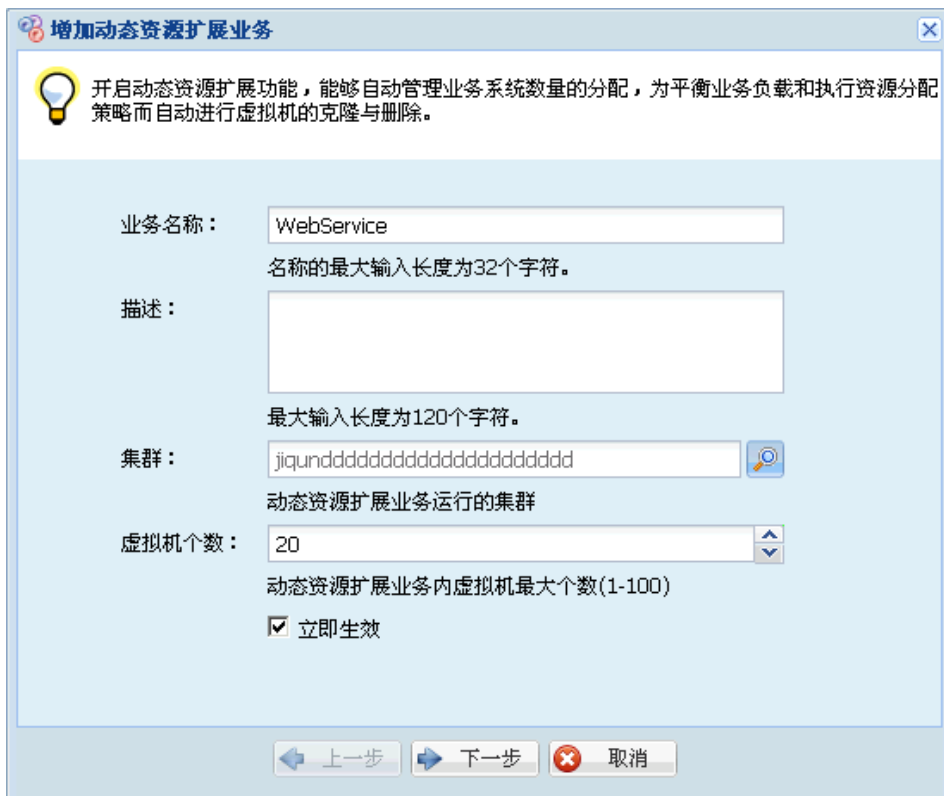 增加动态资源扩展业务
开启动态资源扩展功能，能够自动管理业务系统数量的分配，为平衡业务负载和执行资源分配
策略而自动进行虚拟机的克隆与删除。
业务名称：
WebService
名称的最大输入长度为32个字符。
描述：
最大输入长度为120个字符。
集群：
jiqundddddddddddddddddddddd
动态资源扩展业务运行的集群
虚拟机个数：
20
动态资源扩展业务内虚拟机最大个数(1-100)
立即生效
上一步
下一步
取消